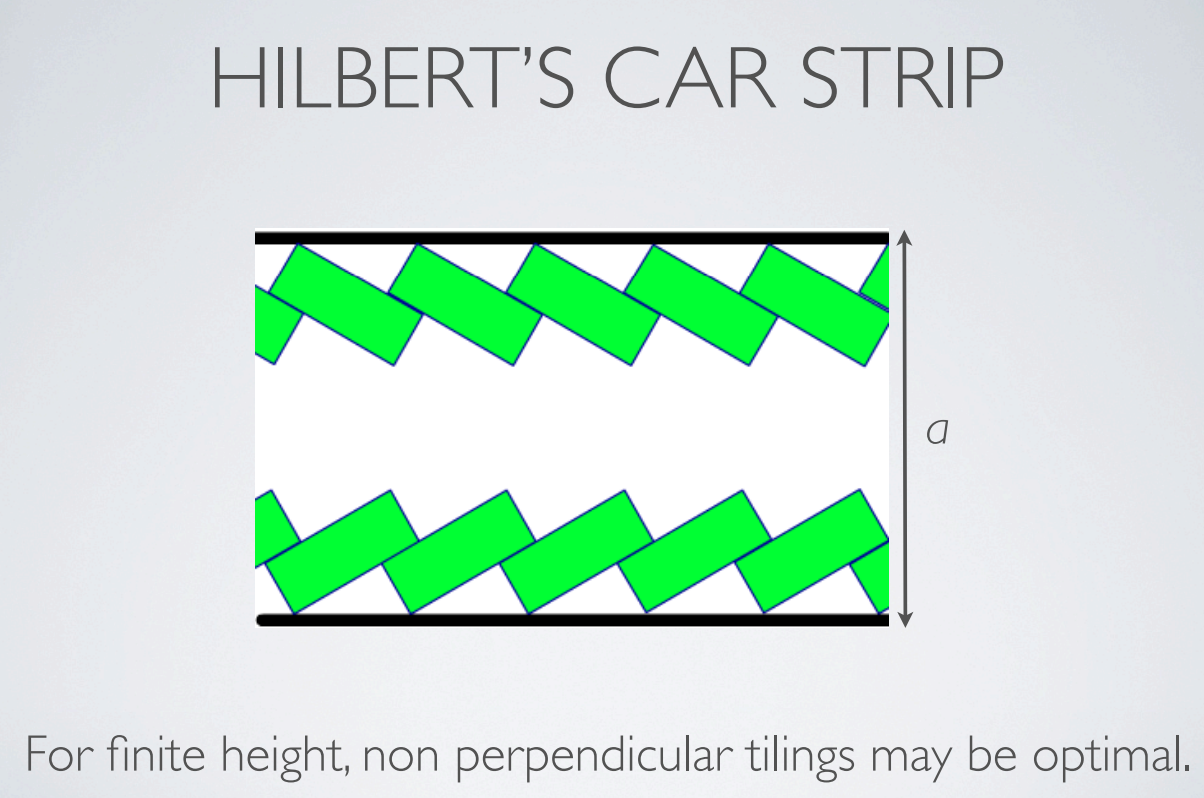 HILBERT'S CAR STRIP
a
For finite height, non perpendicular tilings may be optimal.